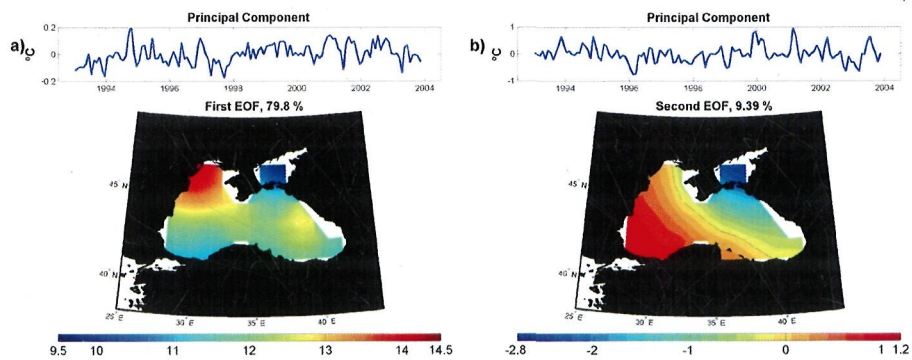 Principal Component
a)
°C
0.2
0
-0.2
1994 1996 1998 2000 2002 2004
First EOF, 79.8 %
45° N
40° N
25° E 30° E 35° E 40° E
9.5 10 11 12 13 14 14.5
Principal Component
b)
°C
1
0
-1
1994 1996 1998 2000 2002 2004
Second EOF, 9.39 %
45° N
40° N
25° E 30° E 35° E 40° E
-2.8 -2 -1 0 1 1.2